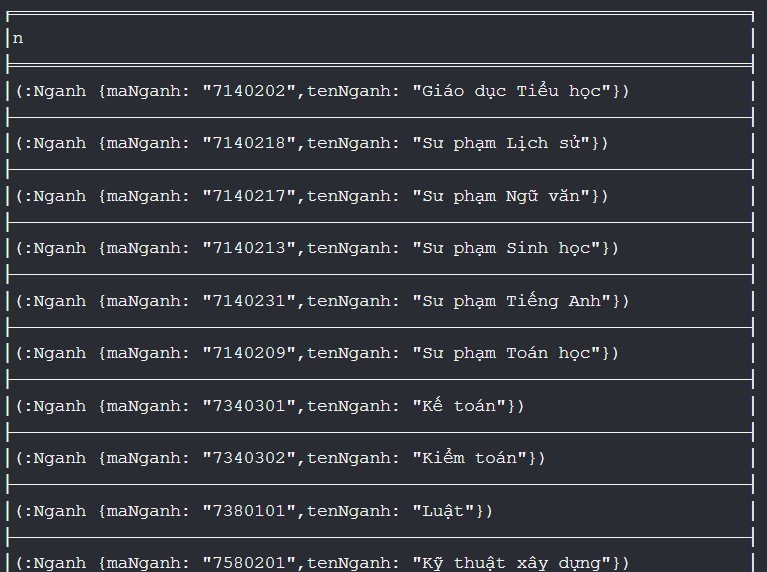 n
(:Nganh {maNganh: "7140202",tenNganh: "Giáo dục Tiểu học"})
(:Nganh {maNganh: "7140218",tenNganh: "Sư phạm Lịch sử"})
(:Nganh {maNganh: "7140217",tenNganh: "Sư phạm Ngữ văn"})
(:Nganh {maNganh: "7140213",tenNganh: "Sư phạm Sinh học"})
(:Nganh {maNganh: "7140231",tenNganh: "Sư phạm Tiếng Anh"})
(:Nganh {maNganh: "7140209",tenNganh: "Sư phạm Toán học"})
(:Nganh {maNganh: "7340301",tenNganh: "Kế toán"})
(:Nganh {maNganh: "7340302",tenNganh: "Kiểm toán"})
(:Nganh {maNganh: "7380101",tenNganh: "Luật"})
(:Nganh {maNganh: "7580201",tenNganh: "Kỹ thuật xây dựng"})